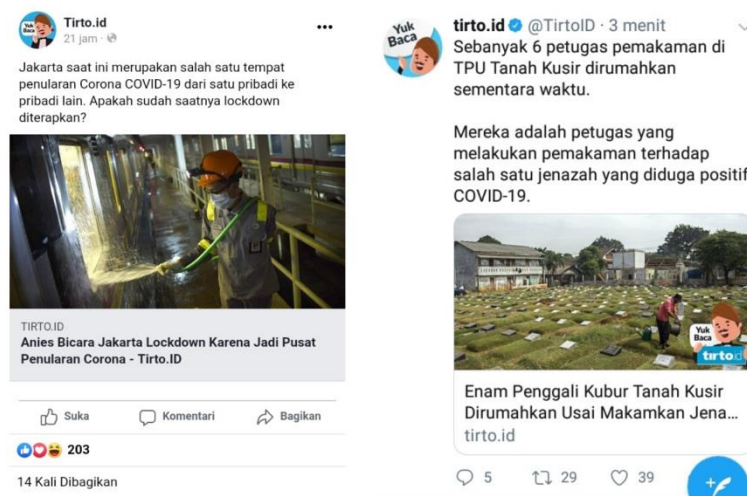 Yuk
Baca
Tirto.id
21 jam
Jakarta saat ini merupakan salah satu tempat
penularan Corona COVID-19 dari satu pribadi ke
pribadi lain. Apakah sudah saatnya lockdown
diterapkan?
TIRTO.ID
Anies Bicara Jakarta Lockdown Karena Jadi Pusat
Penularan Corona - Tirto.ID
Suka
Komentari
Bagikan
203
14 Kali Dibagikan
Yuk
Baca
tirto.id @TirtoID · 3 menit
Sebanyak 6 petugas pemakaman di
TPU Tanah Kusir dirumahkan
sementara waktu.
Mereka adalah petugas yang
melakukan pemakaman terhadap
salah satu jenazah yang diduga positif
COVID-19.
Yuk
Baca
tirto.id
Enam Penggali Kubur Tanah Kusir
Dirumahkan Usai Makamkan Jena...
tirto.id
5
29
39